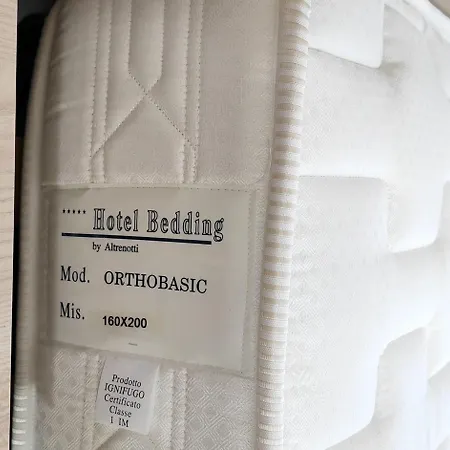 ***** Hotel Bedding
by Altrenotti
Mod. ORTHOBASIC
Mis. 160X200
Prodotto
IGNIFUGO
Certificato
Classe
1 IM